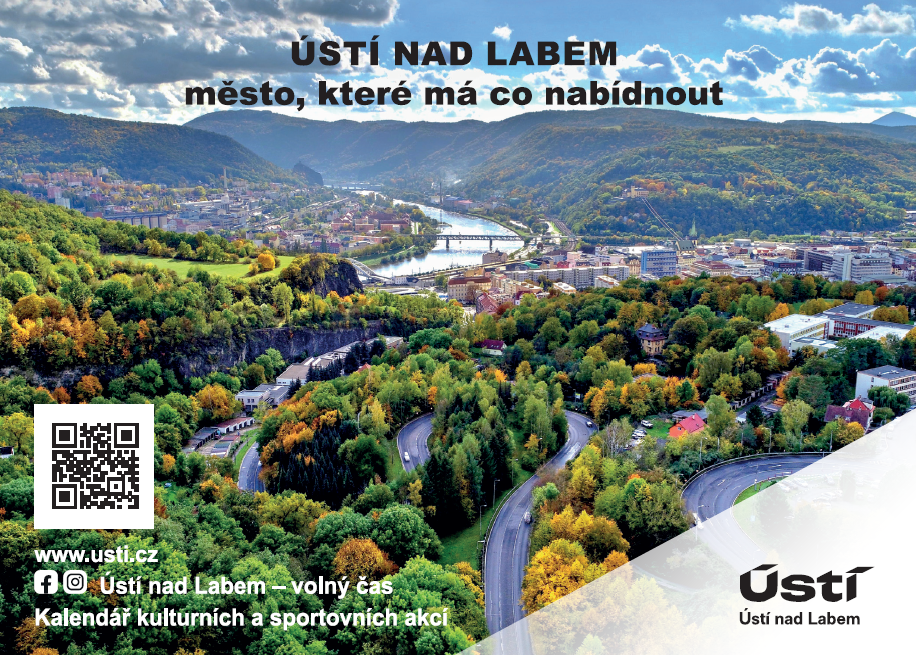 ÚSTÍ NAD LABEM
město, které má co nabídnout
www.usti.cz
Ústí nad Labem – volný čas
Kalendář kulturních a sportovních akcí
Ústí
Ústí nad Labem